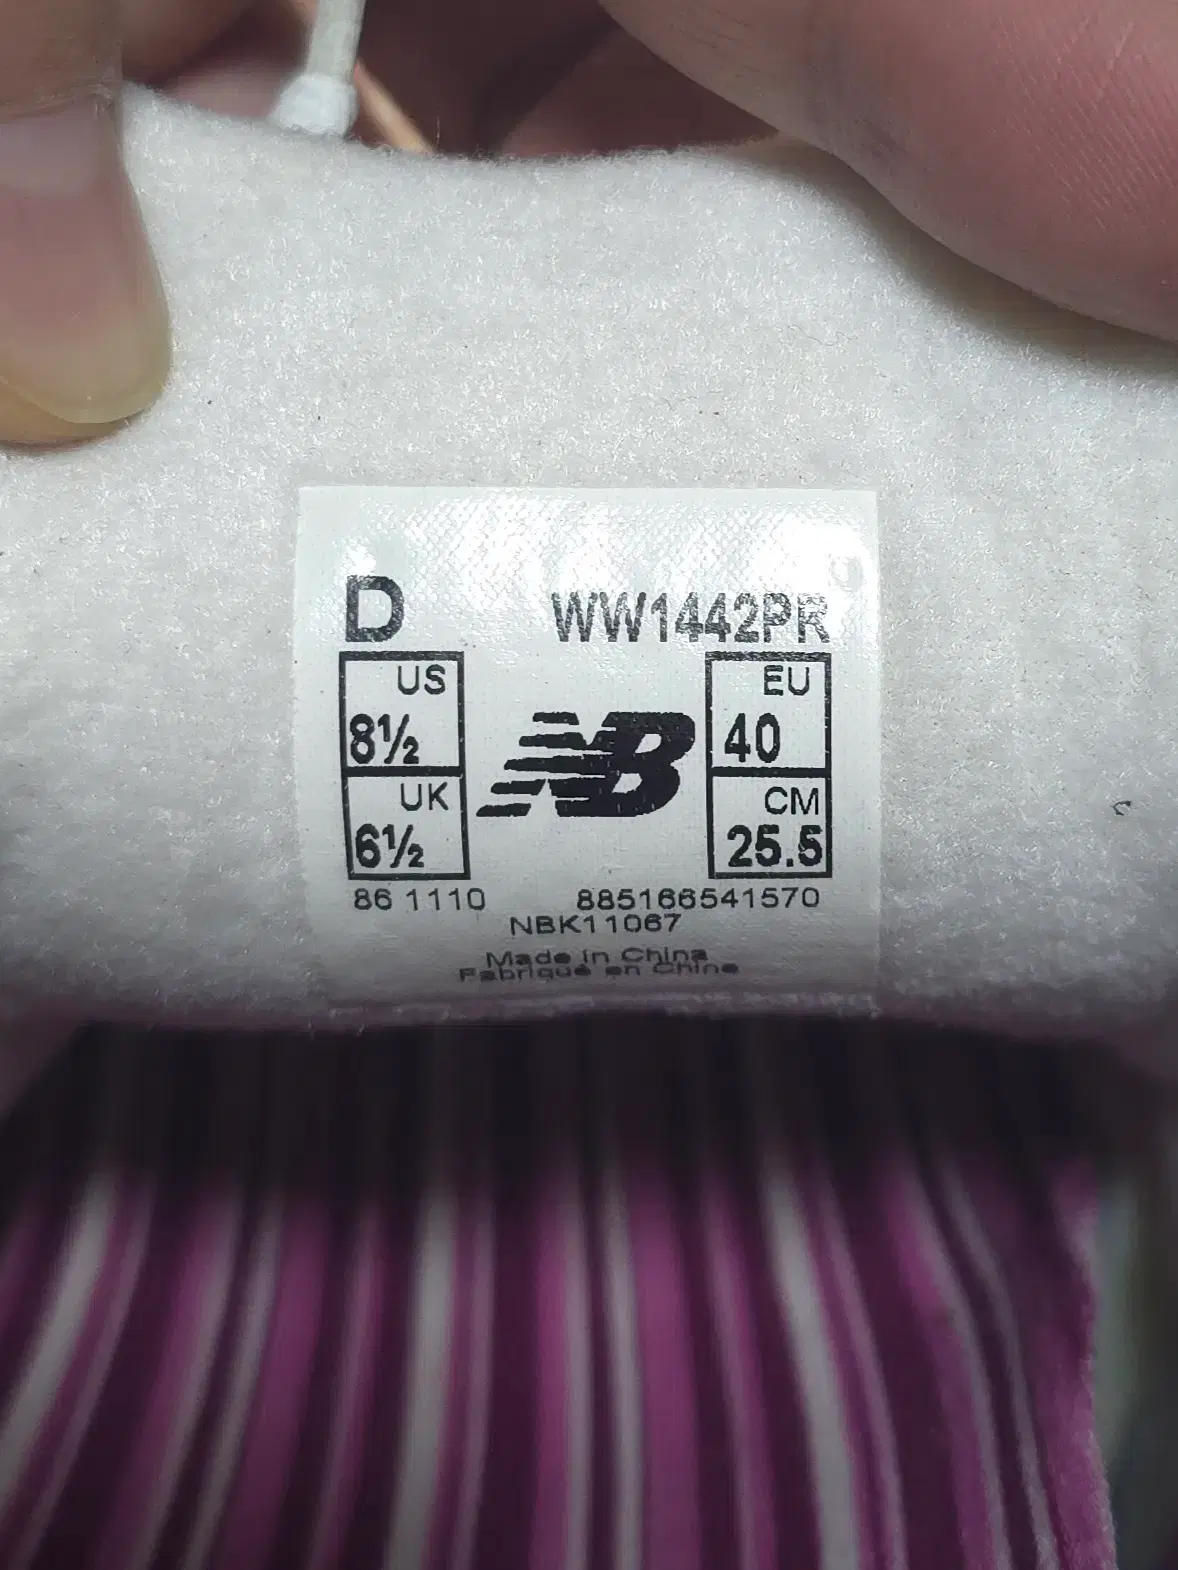 D WW1442PR
US EU
8½ NB 40
UK CM
6½ 25.5
86 1110 885166541570
NBK11067
Made in China
Fabriqué en Chine